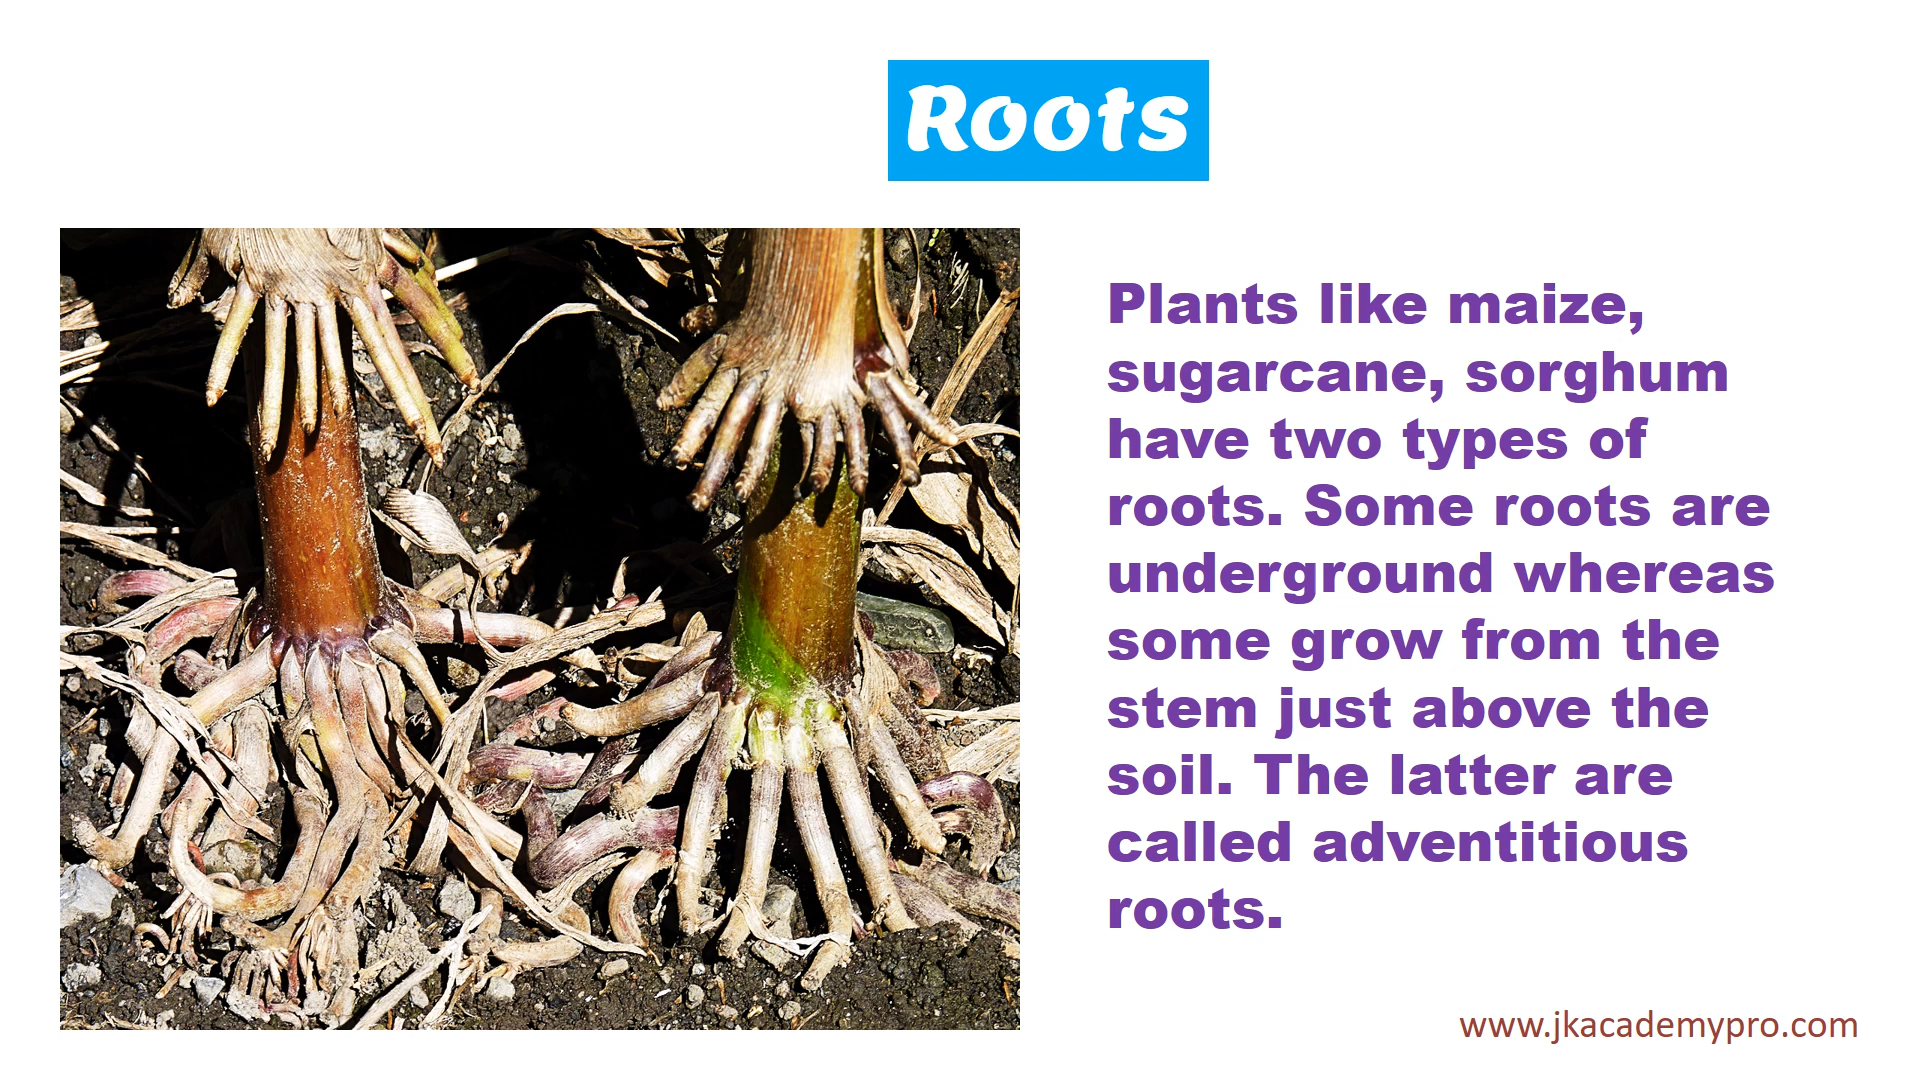 Roots
Plants like maize,
sugarcane, sorghum
have two types of
roots. Some roots are
underground whereas
some grow from the
stem just above the
soil. The latter are
called adventitious
roots.
www.jkacademypro.com